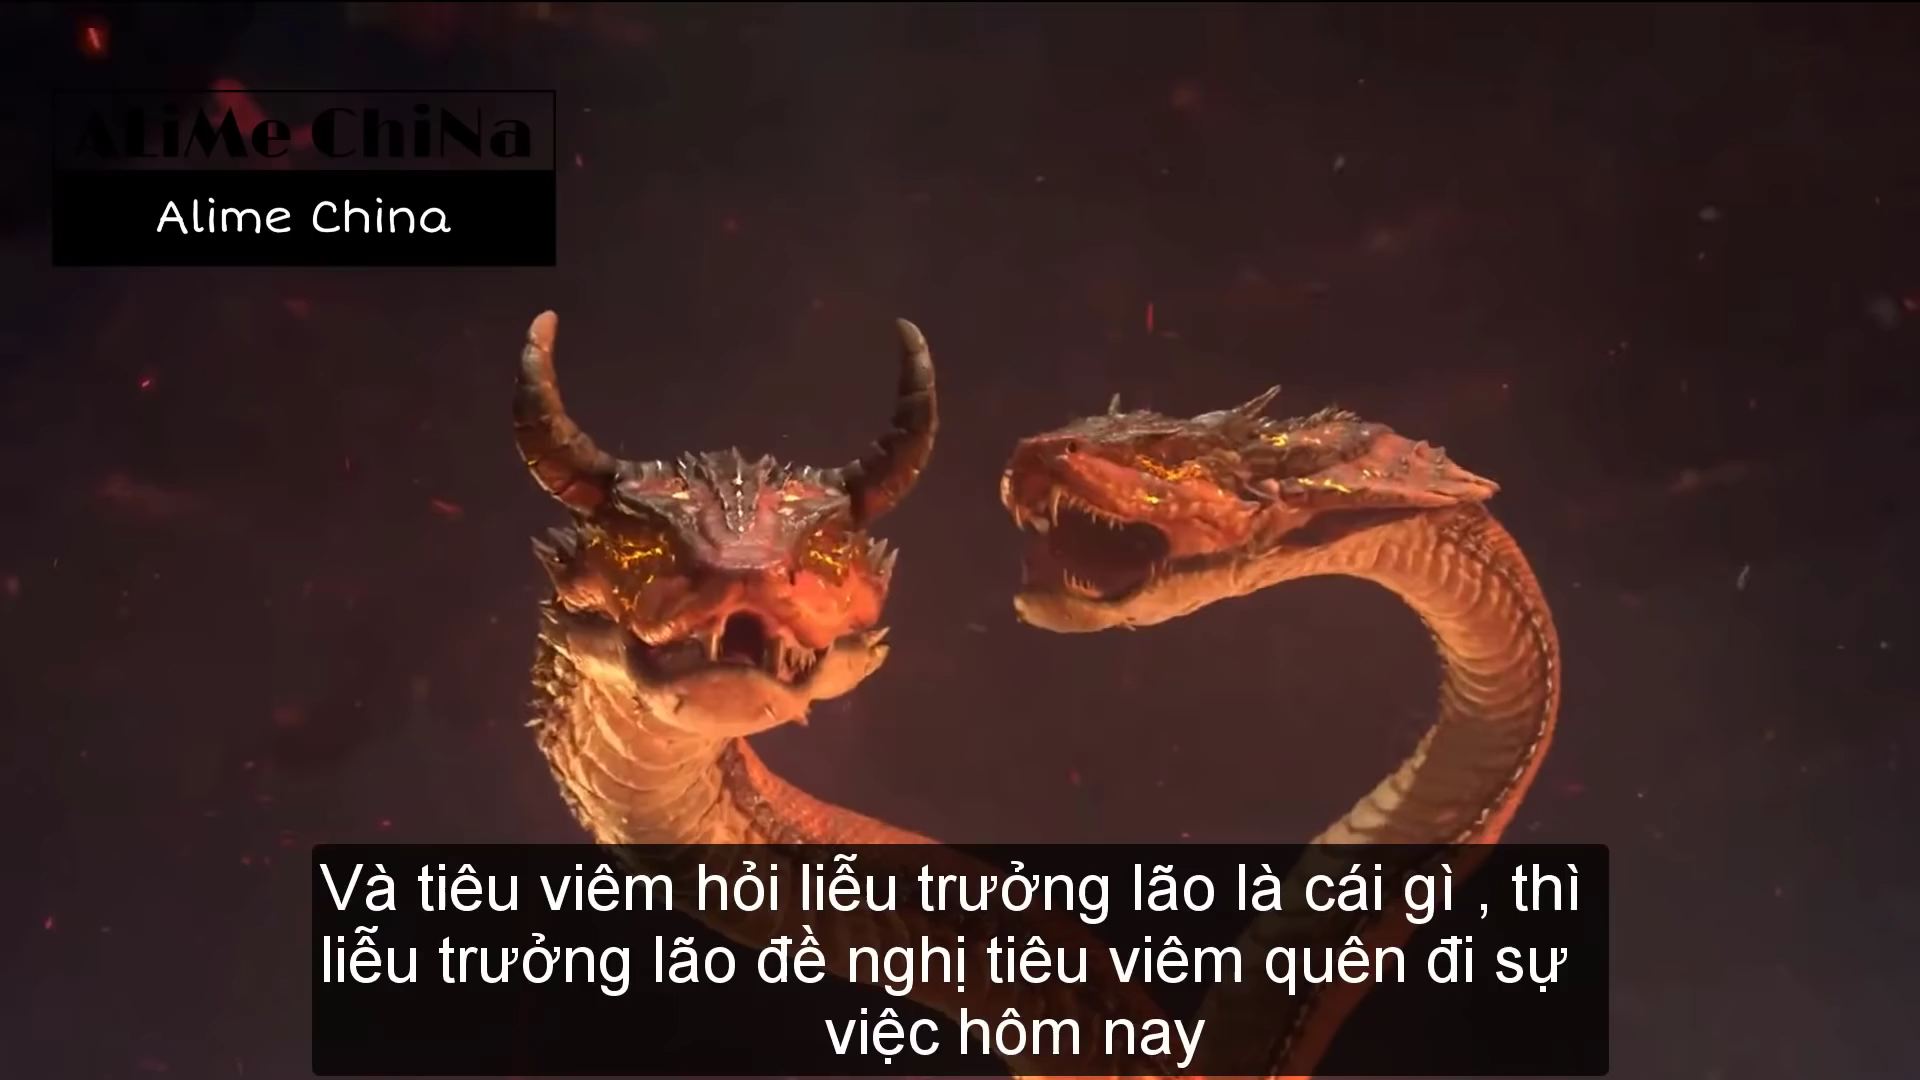 ALiMe ChiNa
Alime China
Và tiêu viêm hỏi liễu trưởng lão là cái gì , thì
liễu trưởng lão đề nghị tiêu viêm quên đi sự
việc hôm nay